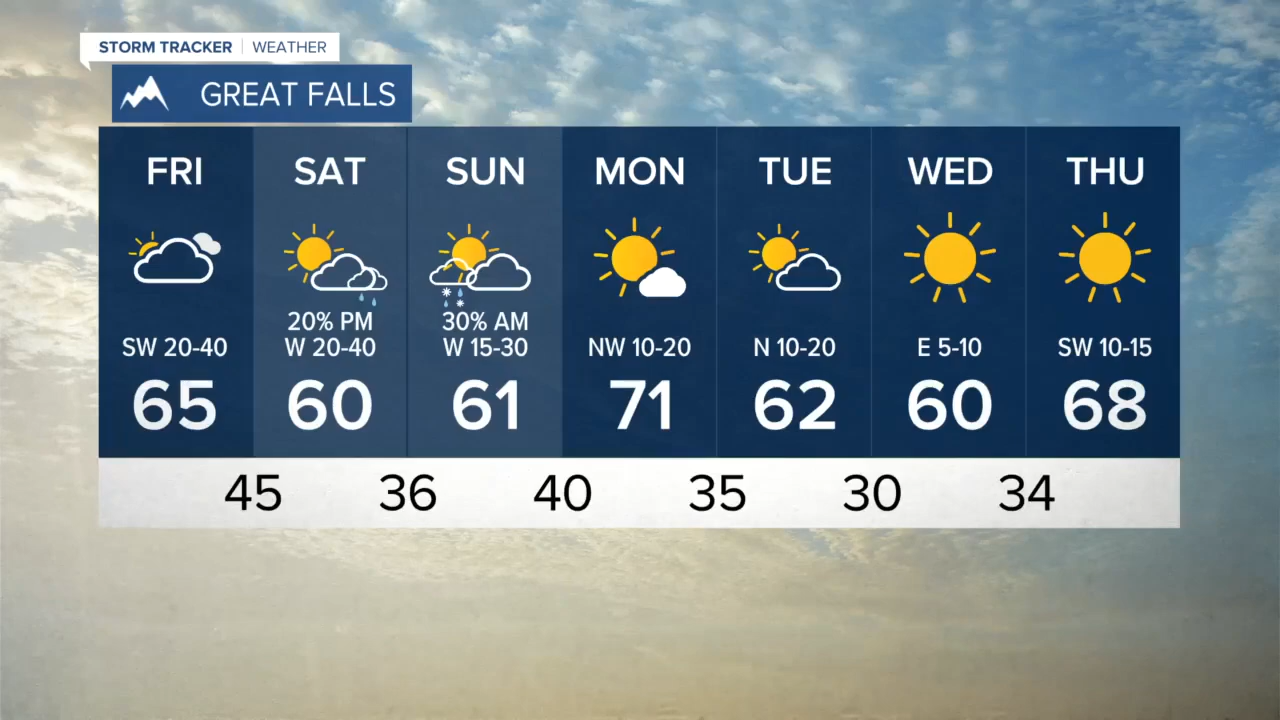 STORM TRACKER | WEATHER
GREAT FALLS
FRI SAT SUN MON TUE WED THU
20% PM 30% AM
SW 20-40 W 20-40 W 15-30 NW 10-20 N 10-20 E 5-10 SW 10-15
65 60 61 71 62 60 68
45 36 40 35 30 34